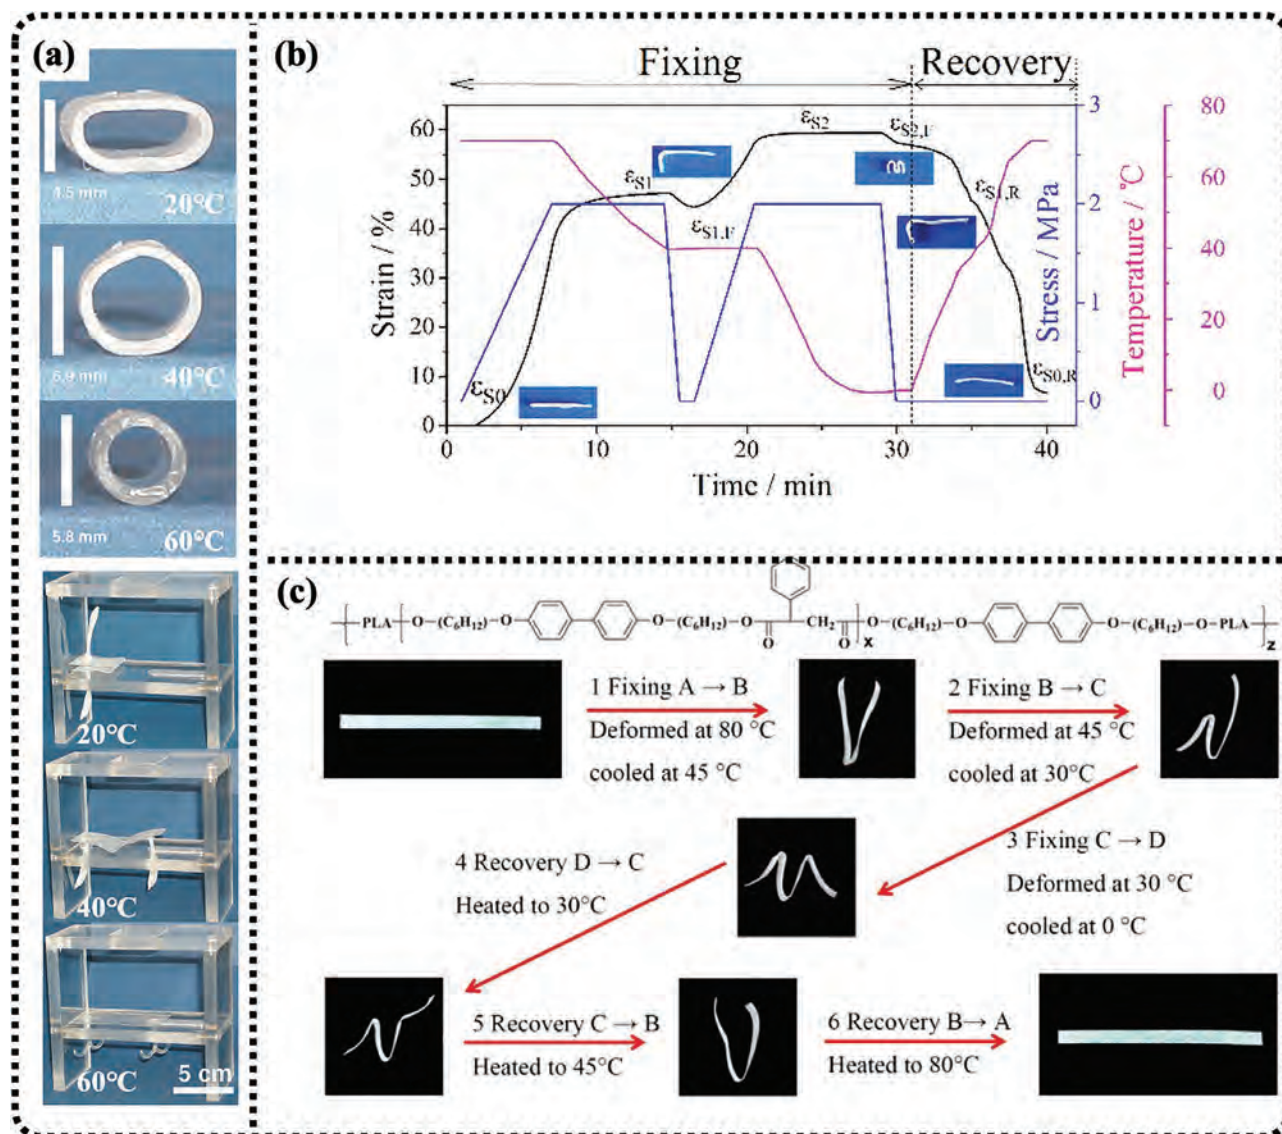 (a)
4.5 mm
20°C
6.9 mm
40°C
5.8 mm
60°C
20°C
40°C
60°C
5 cm
(b)
Fixing
Recovery
Strain / %
60
50
40
30
20
10
0
εS0
εS1
εS1,F
εS2
εS2,F
εS1,R
εS0,R
0
10
20
30
40
Time / min
3
2
1
0
Stress / MPa
80
60
40
20
0
Temperature / °C
(c)
PLA O (C6H12) O O (C6H12) O O CH2 O x O (C6H12) O O (C6H12) O PLA z
1 Fixing A → B
Deformed at 80 °C
cooled at 45 °C
2 Fixing B → C
Deformed at 45 °C
cooled at 30°C
3 Fixing C → D
Deformed at 30 °C
cooled at 0 °C
4 Recovery D → C
Heated to 30°C
5 Recovery C → B
Heated to 45°C
6 Recovery B → A
Heated to 80°C